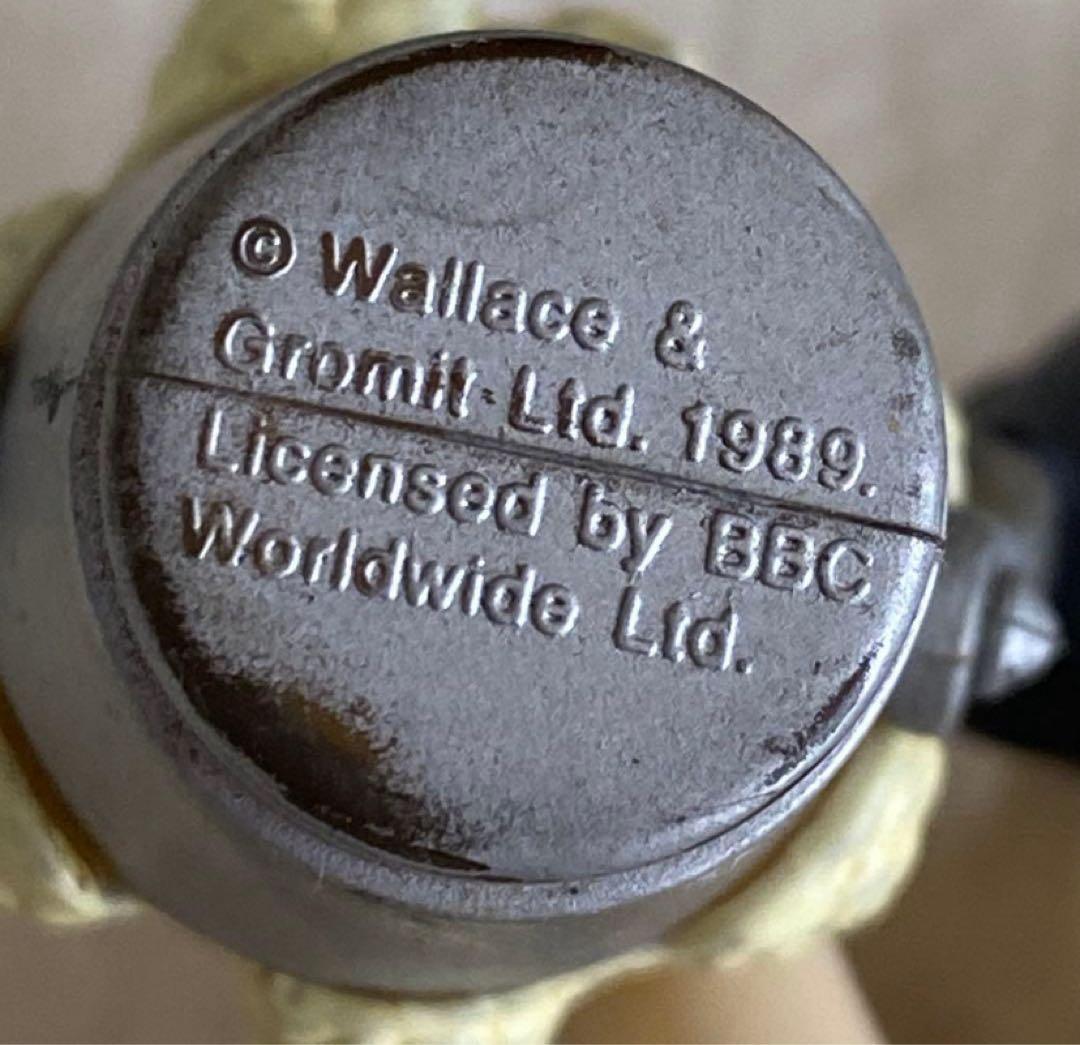 © Wallace &
Gromit Ltd. 1989.
Licensed by BBC
Worldwide Ltd.